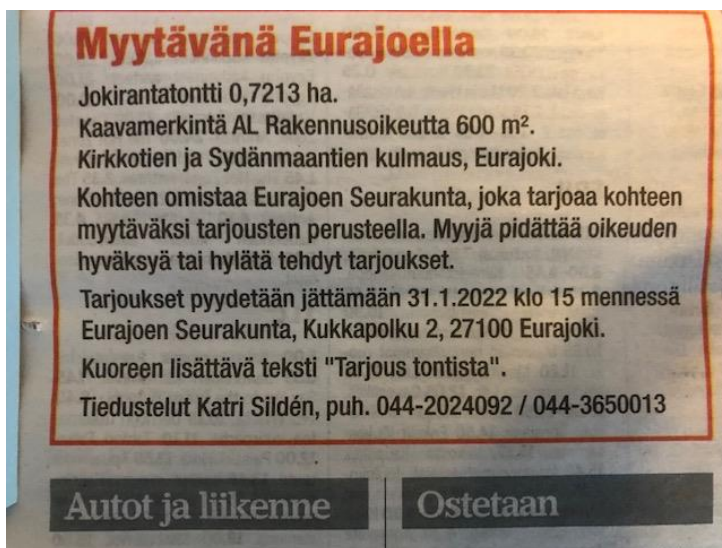 Myytävänä Eurajoella
Jokirantatontti 0,7213 ha.
Kaavamerkintä AL Rakennusoikeutta 600 m².
Kirkkotien ja Sydänmaantien kulmaus, Eurajoki.
Kohteen omistaa Eurajoen Seurakunta, joka tarjoaa kohteen
myytäväksi tarjousten perusteella. Myyjä pidättää oikeuden
hyväksyä tai hylätä tehdyt tarjoukset.
Tarjoukset pyydetään jättämään 31.1.2022 klo 15 mennessä
Eurajoen Seurakunta, Kukkapolku 2, 27100 Eurajoki.
Kuoreen lisättävä teksti "Tarjous tontista".
Tiedustelut Katri Sildén, puh. 044-2024092 / 044-3650013
Autot ja liikenne
Ostetaan